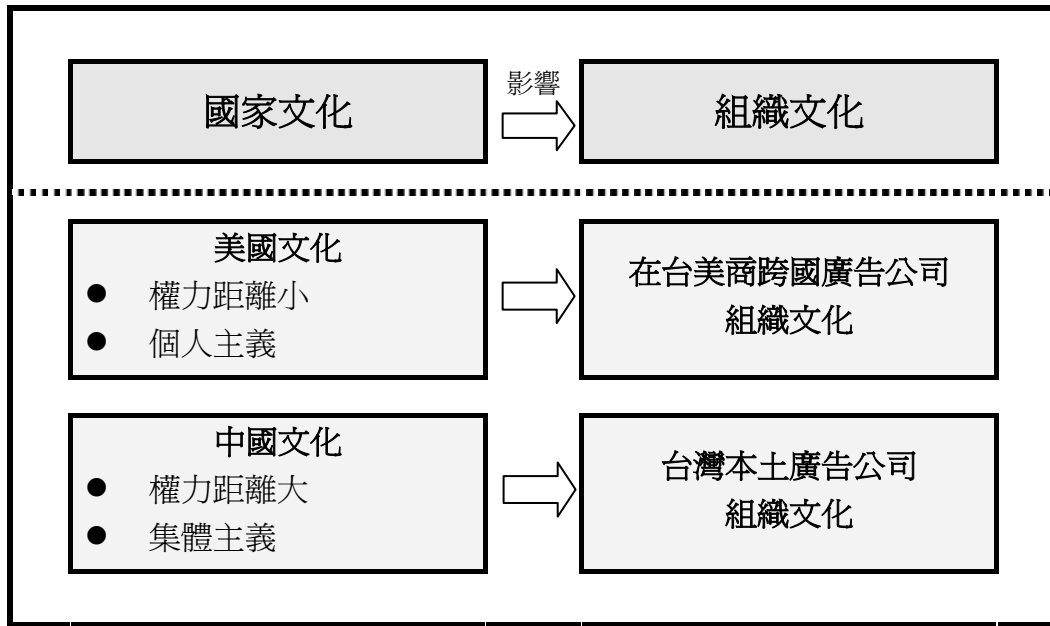 國家文化
影響
組織文化
美國文化
● 權力距離小
● 個人主義
在台美商跨國廣告公司
組織文化
中國文化
● 權力距離大
● 集體主義
台灣本土廣告公司
組織文化